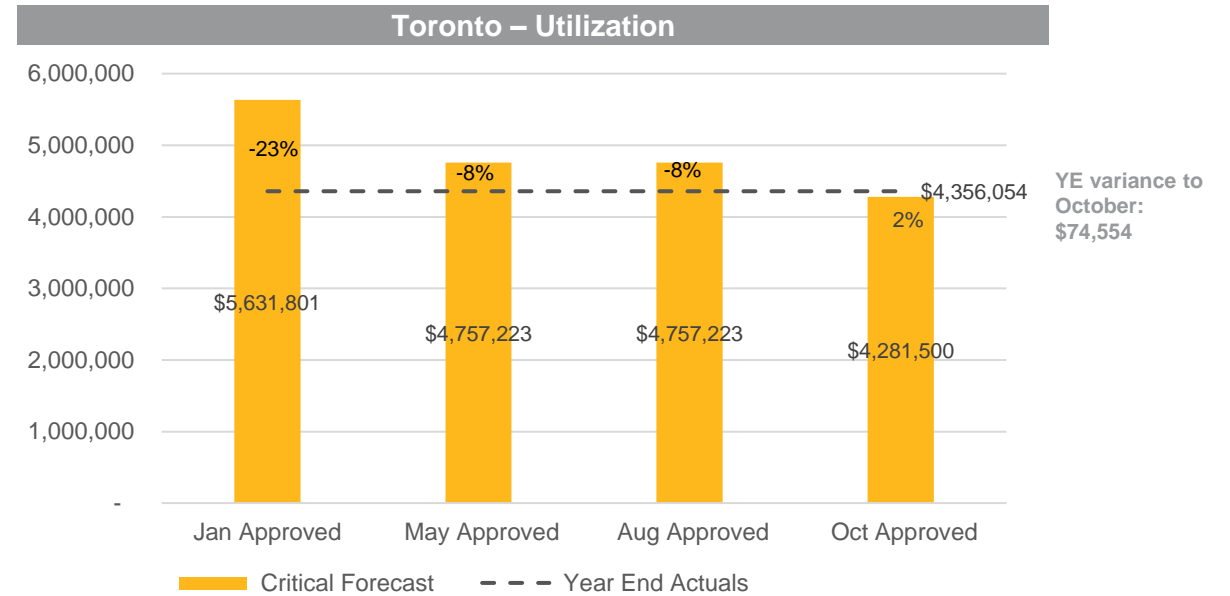 Toronto – Utilization
6,000,000
5,000,000
4,000,000
3,000,000
2,000,000
1,000,000
-
-23%
-8%
-8%
2%
$4,356,054
$5,631,801
$4,757,223
$4,757,223
$4,281,500
YE variance to
October:
$74,554
Jan Approved
May Approved
Aug Approved
Oct Approved
Critical Forecast
Year End Actuals